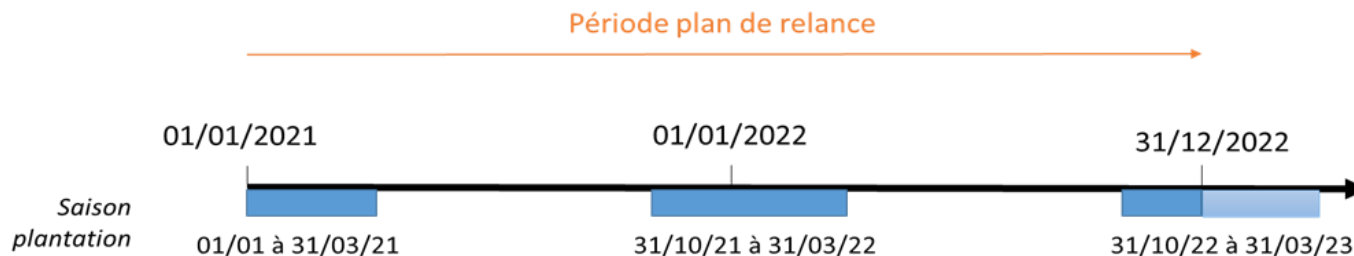 Période plan de relance
01/01/2021
01/01/2022
31/12/2022
Saison
plantation
01/01 à 31/03/21
31/10/21 à 31/03/22
31/10/22 à 31/03/23